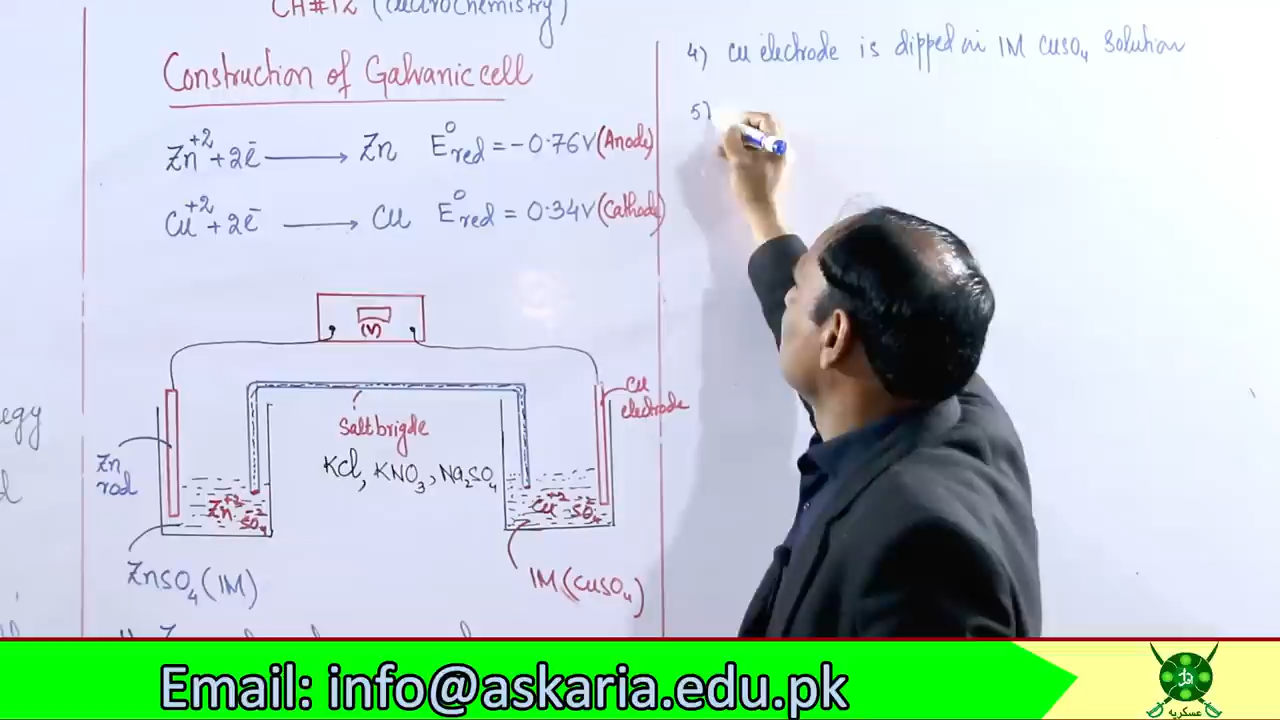 CH#12 (Electrochemistry)
Construction of Galvanic cell
Zn+2 + 2ē → Zn E°red = -0.76V (Anode)
Cu+2 + 2ē → Cu E°red = 0.34V (Cathode)
(V)
Salt brigde
KCl, KNO3, Na2SO4
Cu
electrode
Zn
rod
Zn+2 SO4-2
Cu+2 SO4-2
ZnSO4 (1M)
1M (CuSO4)
4) Cu electrode is dipped in 1M CuSO4 Solution
5)
Email: info@askaria.edu.pk
عسکریہ